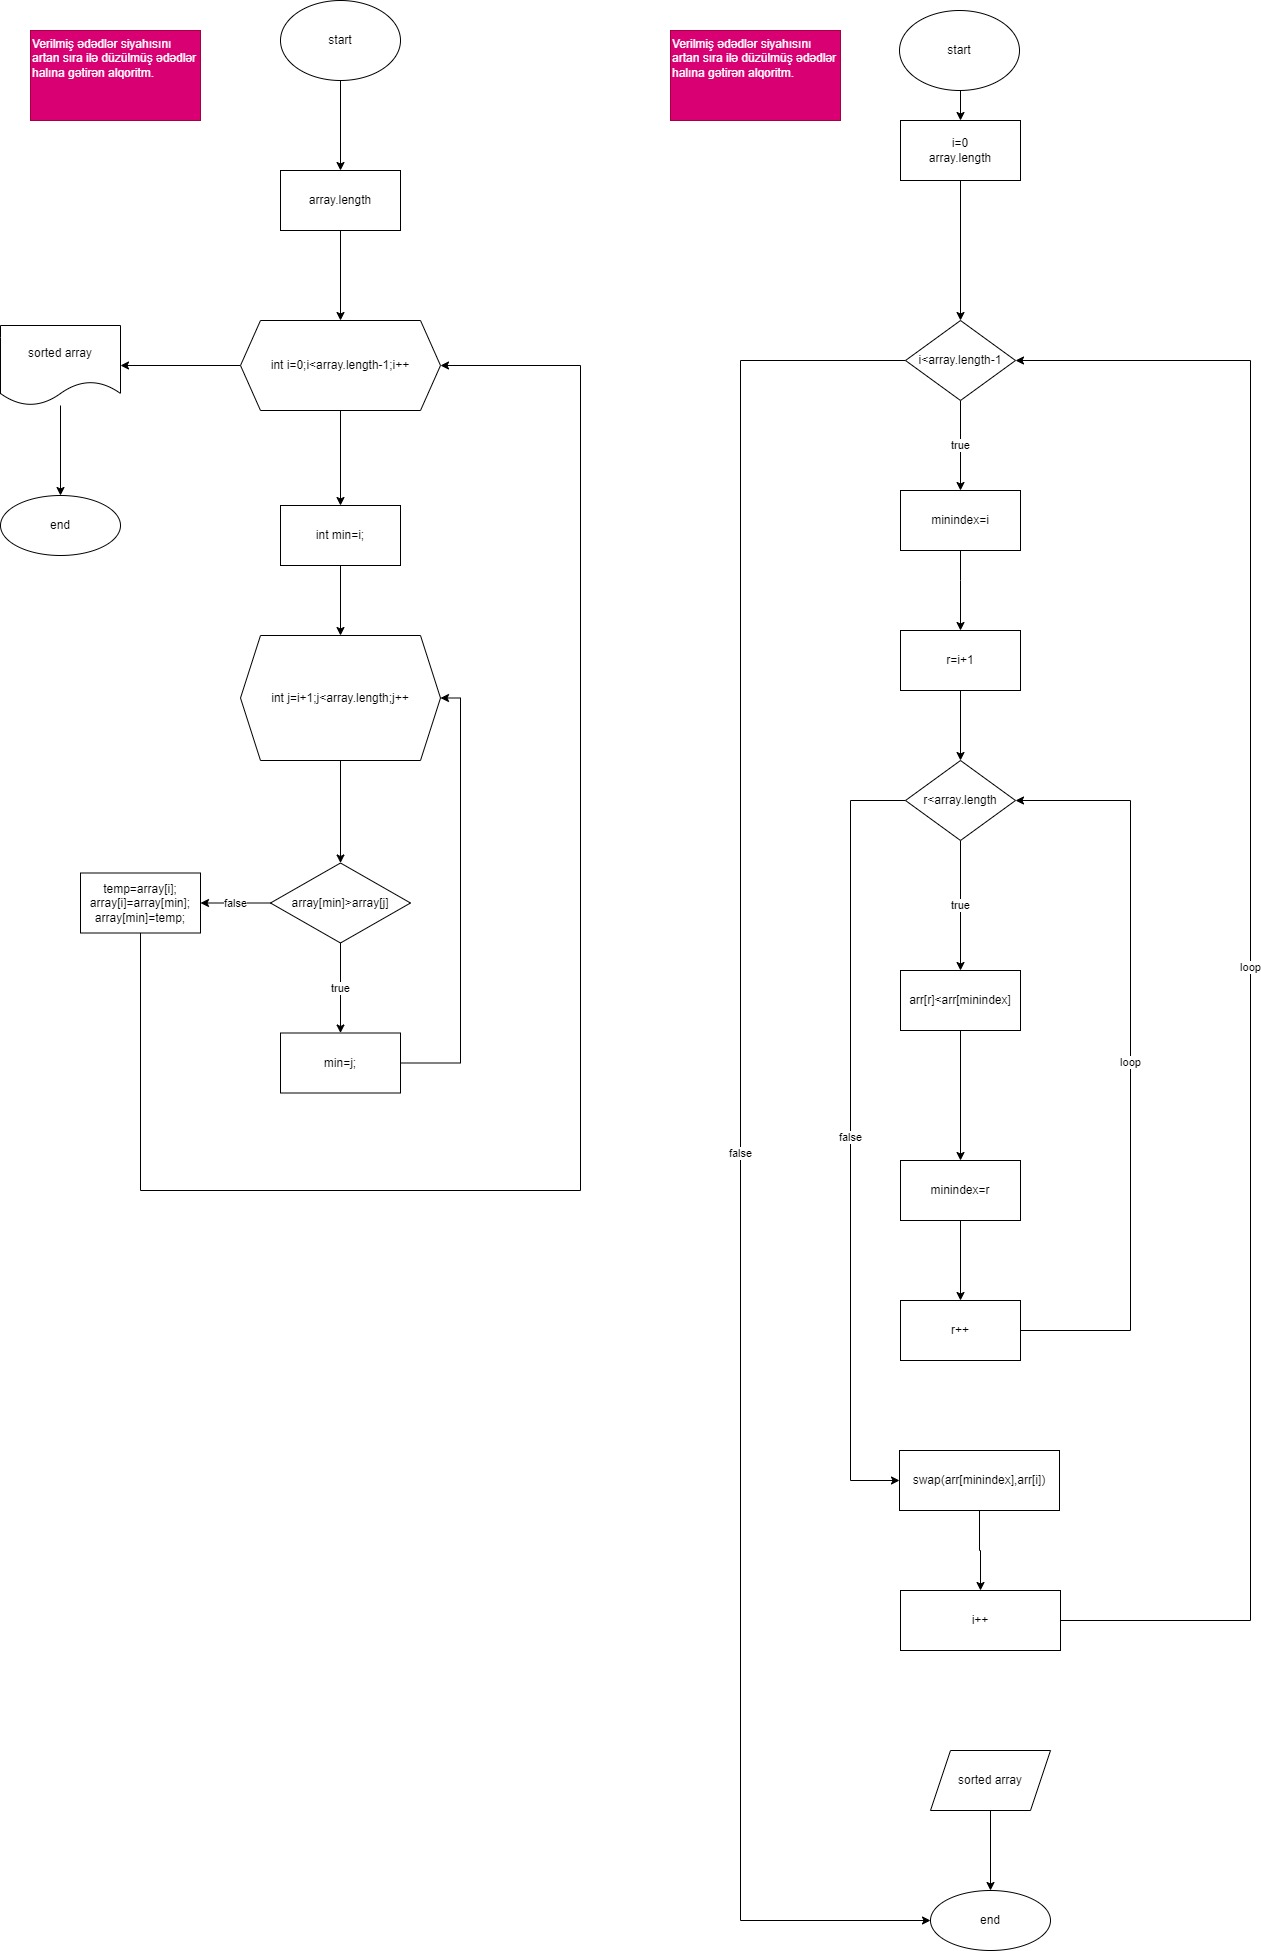 Verilmiş ədədlər siyahısını
artan sıra ilə düzülmüş ədədlər
halına gətirən alqoritm.
start
array.length
int i=0;i<array.length-1;i++
sorted array
end
int min=i;
int j=i+1;j<array.length;j++
array[min]>array[j]
false
temp=array[i];
array[i]=array[min];
array[min]=temp;
true
min=j;
Verilmiş ədədlər siyahısını
artan sıra ilə düzülmüş ədədlər
halına gətirən alqoritm.
start
i=0
array.length
i<array.length-1
true
minindex=i
r=i+1
r<array.length
true
arr[r]<arr[minindex]
loop
loop
false
false
minindex=r
r++
swap(arr[minindex],arr[i])
i++
sorted array
end